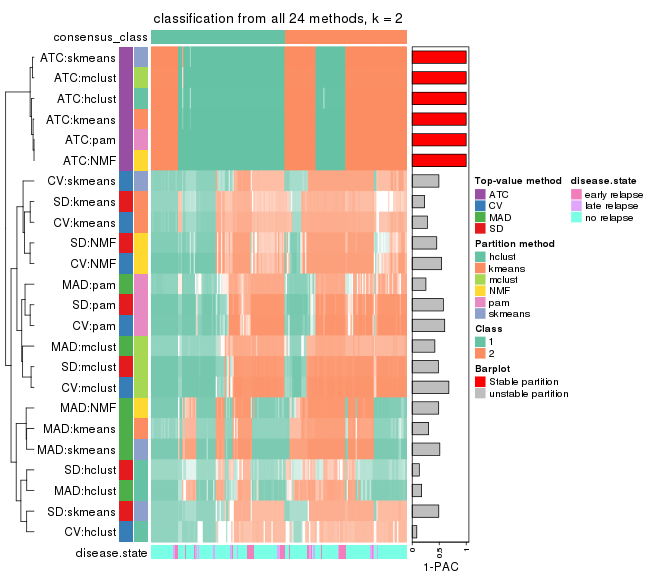 classification from all 24 methods, k = 2
consensus_class
ATC:skmeans
ATC:mclust
ATC:hclust
ATC:kmeans
ATC:pam
ATC:NMF
CV:skmeans
SD:kmeans
CV:kmeans
SD:NMF
CV:NMF
MAD:pam
SD:pam
CV:pam
MAD:mclust
SD:mclust
CV:mclust
MAD:NMF
MAD:kmeans
MAD:skmeans
SD:hclust
MAD:hclust
SD:skmeans
CV:hclust
disease.state
0
0.5
1
1-PAC
Top-value method
ATC
CV
MAD
SD
Partition method
hclust
kmeans
mclust
NMF
pam
skmeans
Class
1
2
Barplot
Stable partition
unstable partition
disease.state
early relapse
late relapse
no relapse